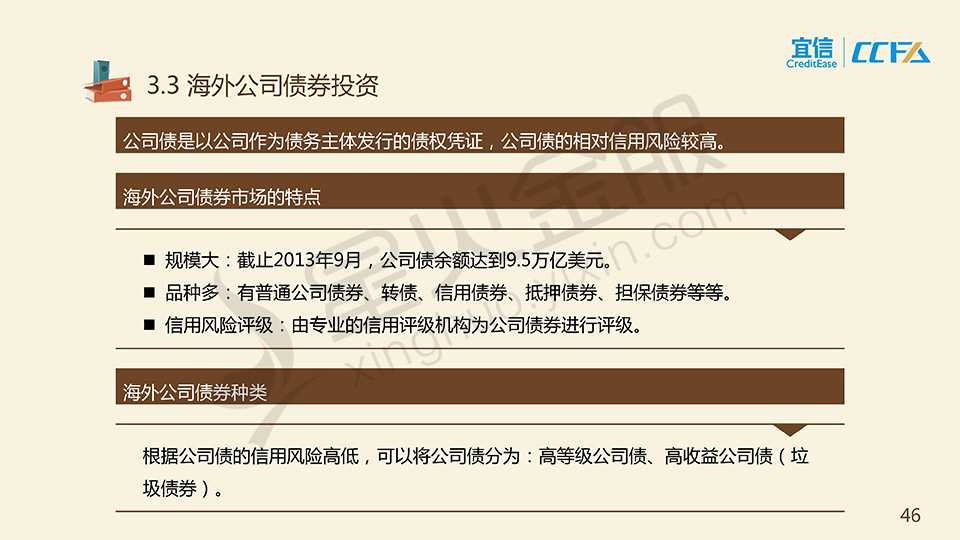 宜信
CreditEase
CCFA
3.3 海外公司债券投资
公司债是以公司作为债务主体发行的债权凭证，公司债的相对信用风险较高。
海外公司债券市场的特点
■ 规模大：截止2013年9月，公司债余额达到9.5万亿美元。
■ 品种多：有普通公司债券、转债、信用债券、抵押债券、担保债券等等。
■ 信用风险评级：由专业的信用评级机构为公司债券进行评级。
海外公司债券种类
根据公司债的信用风险高低，可以将公司债分为：高等级公司债、高收益公司债（垃
圾债券）。
星火金服
xinghuo.yixin.com
46